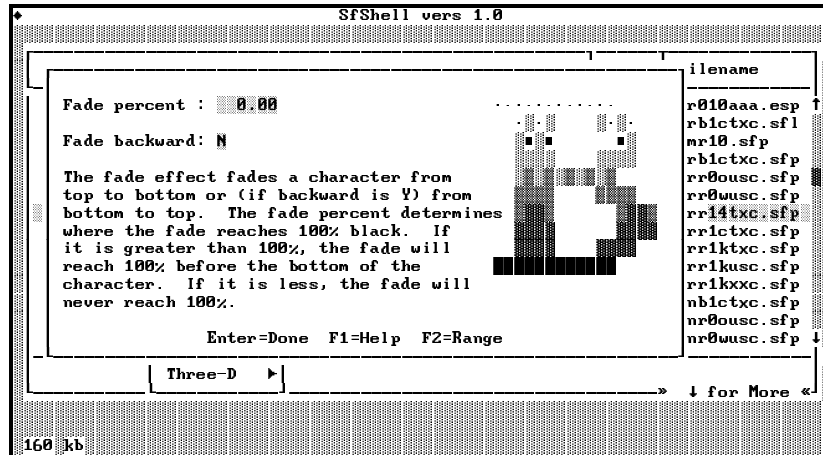 SfShell vers 1.0
ilename
Fade percent : 0.00
r010aaa.esp ↑
rb1ctxc.sfl
Fade backward: N
mr10.sfp
rb1ctxc.sfp
The fade effect fades a character from
rr0ousc.sfp
top to bottom or (if backward is Y) from
rr0wusc.sfp
bottom to top. The fade percent determines
rr14txc.sfp
where the fade reaches 100% black. If
rr1ctxc.sfp
it is greater than 100%, the fade will
rr1ktxc.sfp
reach 100% before the bottom of the
rr1kusc.sfp
character. If it is less, the fade will
rr1kxxc.sfp
never reach 100%.
nb1ctxc.sfp
nr0ousc.sfp
Enter=Done F1=Help F2=Range
nr0wusc.sfp ↓
Three-D ►
» ↓ for More «
160 kb